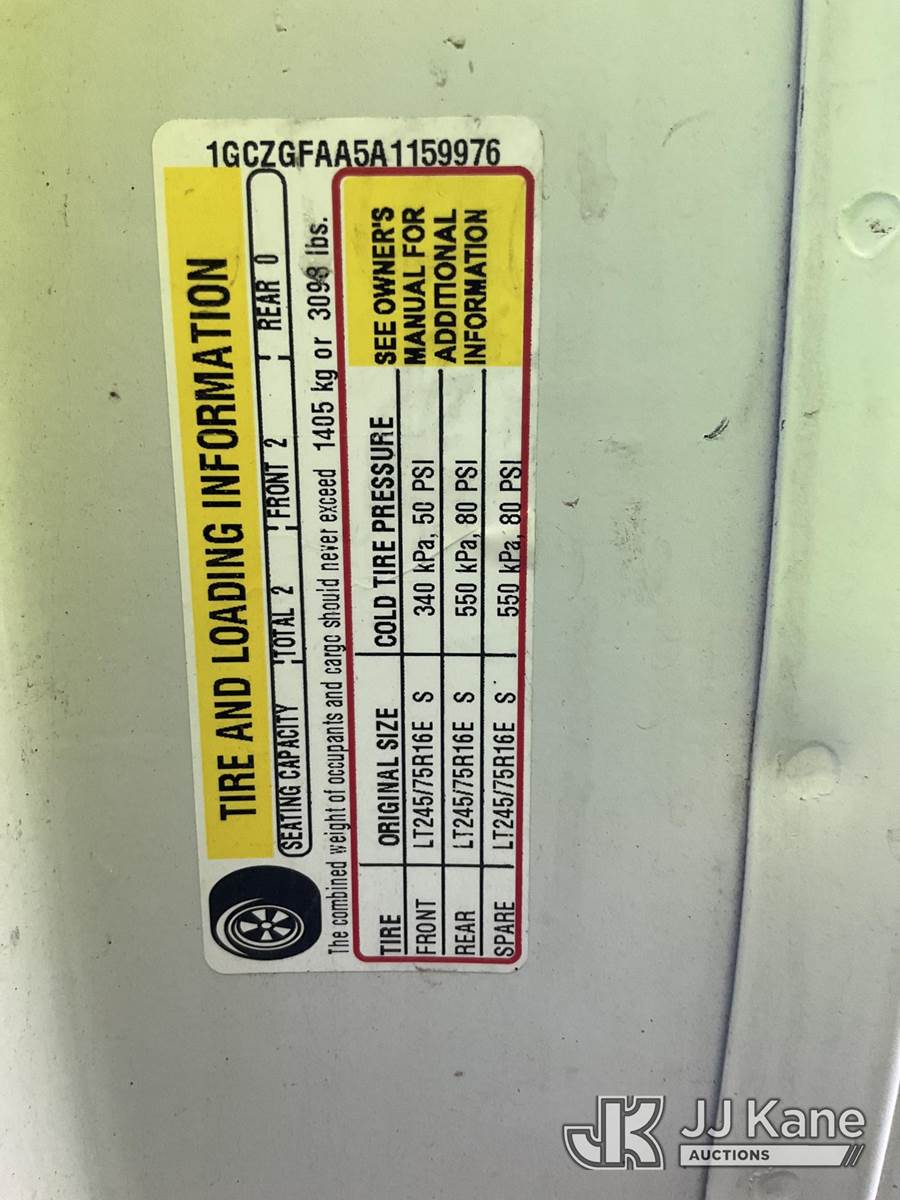 1GCZGFAA5A1159976
TIRE AND LOADING INFORMATION
SEATING CAPACITY TOTAL 2 FRONT 2 REAR 0
The combined weight of occupants and cargo should never exceed 1405 kg or 3098 lbs.
TIRE ORIGINAL SIZE COLD TIRE PRESSURE
FRONT LT245/75R16E S 340 kPa, 50 PSI
REAR LT245/75R16E S 550 kPa, 80 PSI
SPARE LT245/75R16E S 550 kPa, 80 PSI
SEE OWNER'S
MANUAL FOR
ADDITIONAL
INFORMATION
JK JJ Kane
AUCTIONS